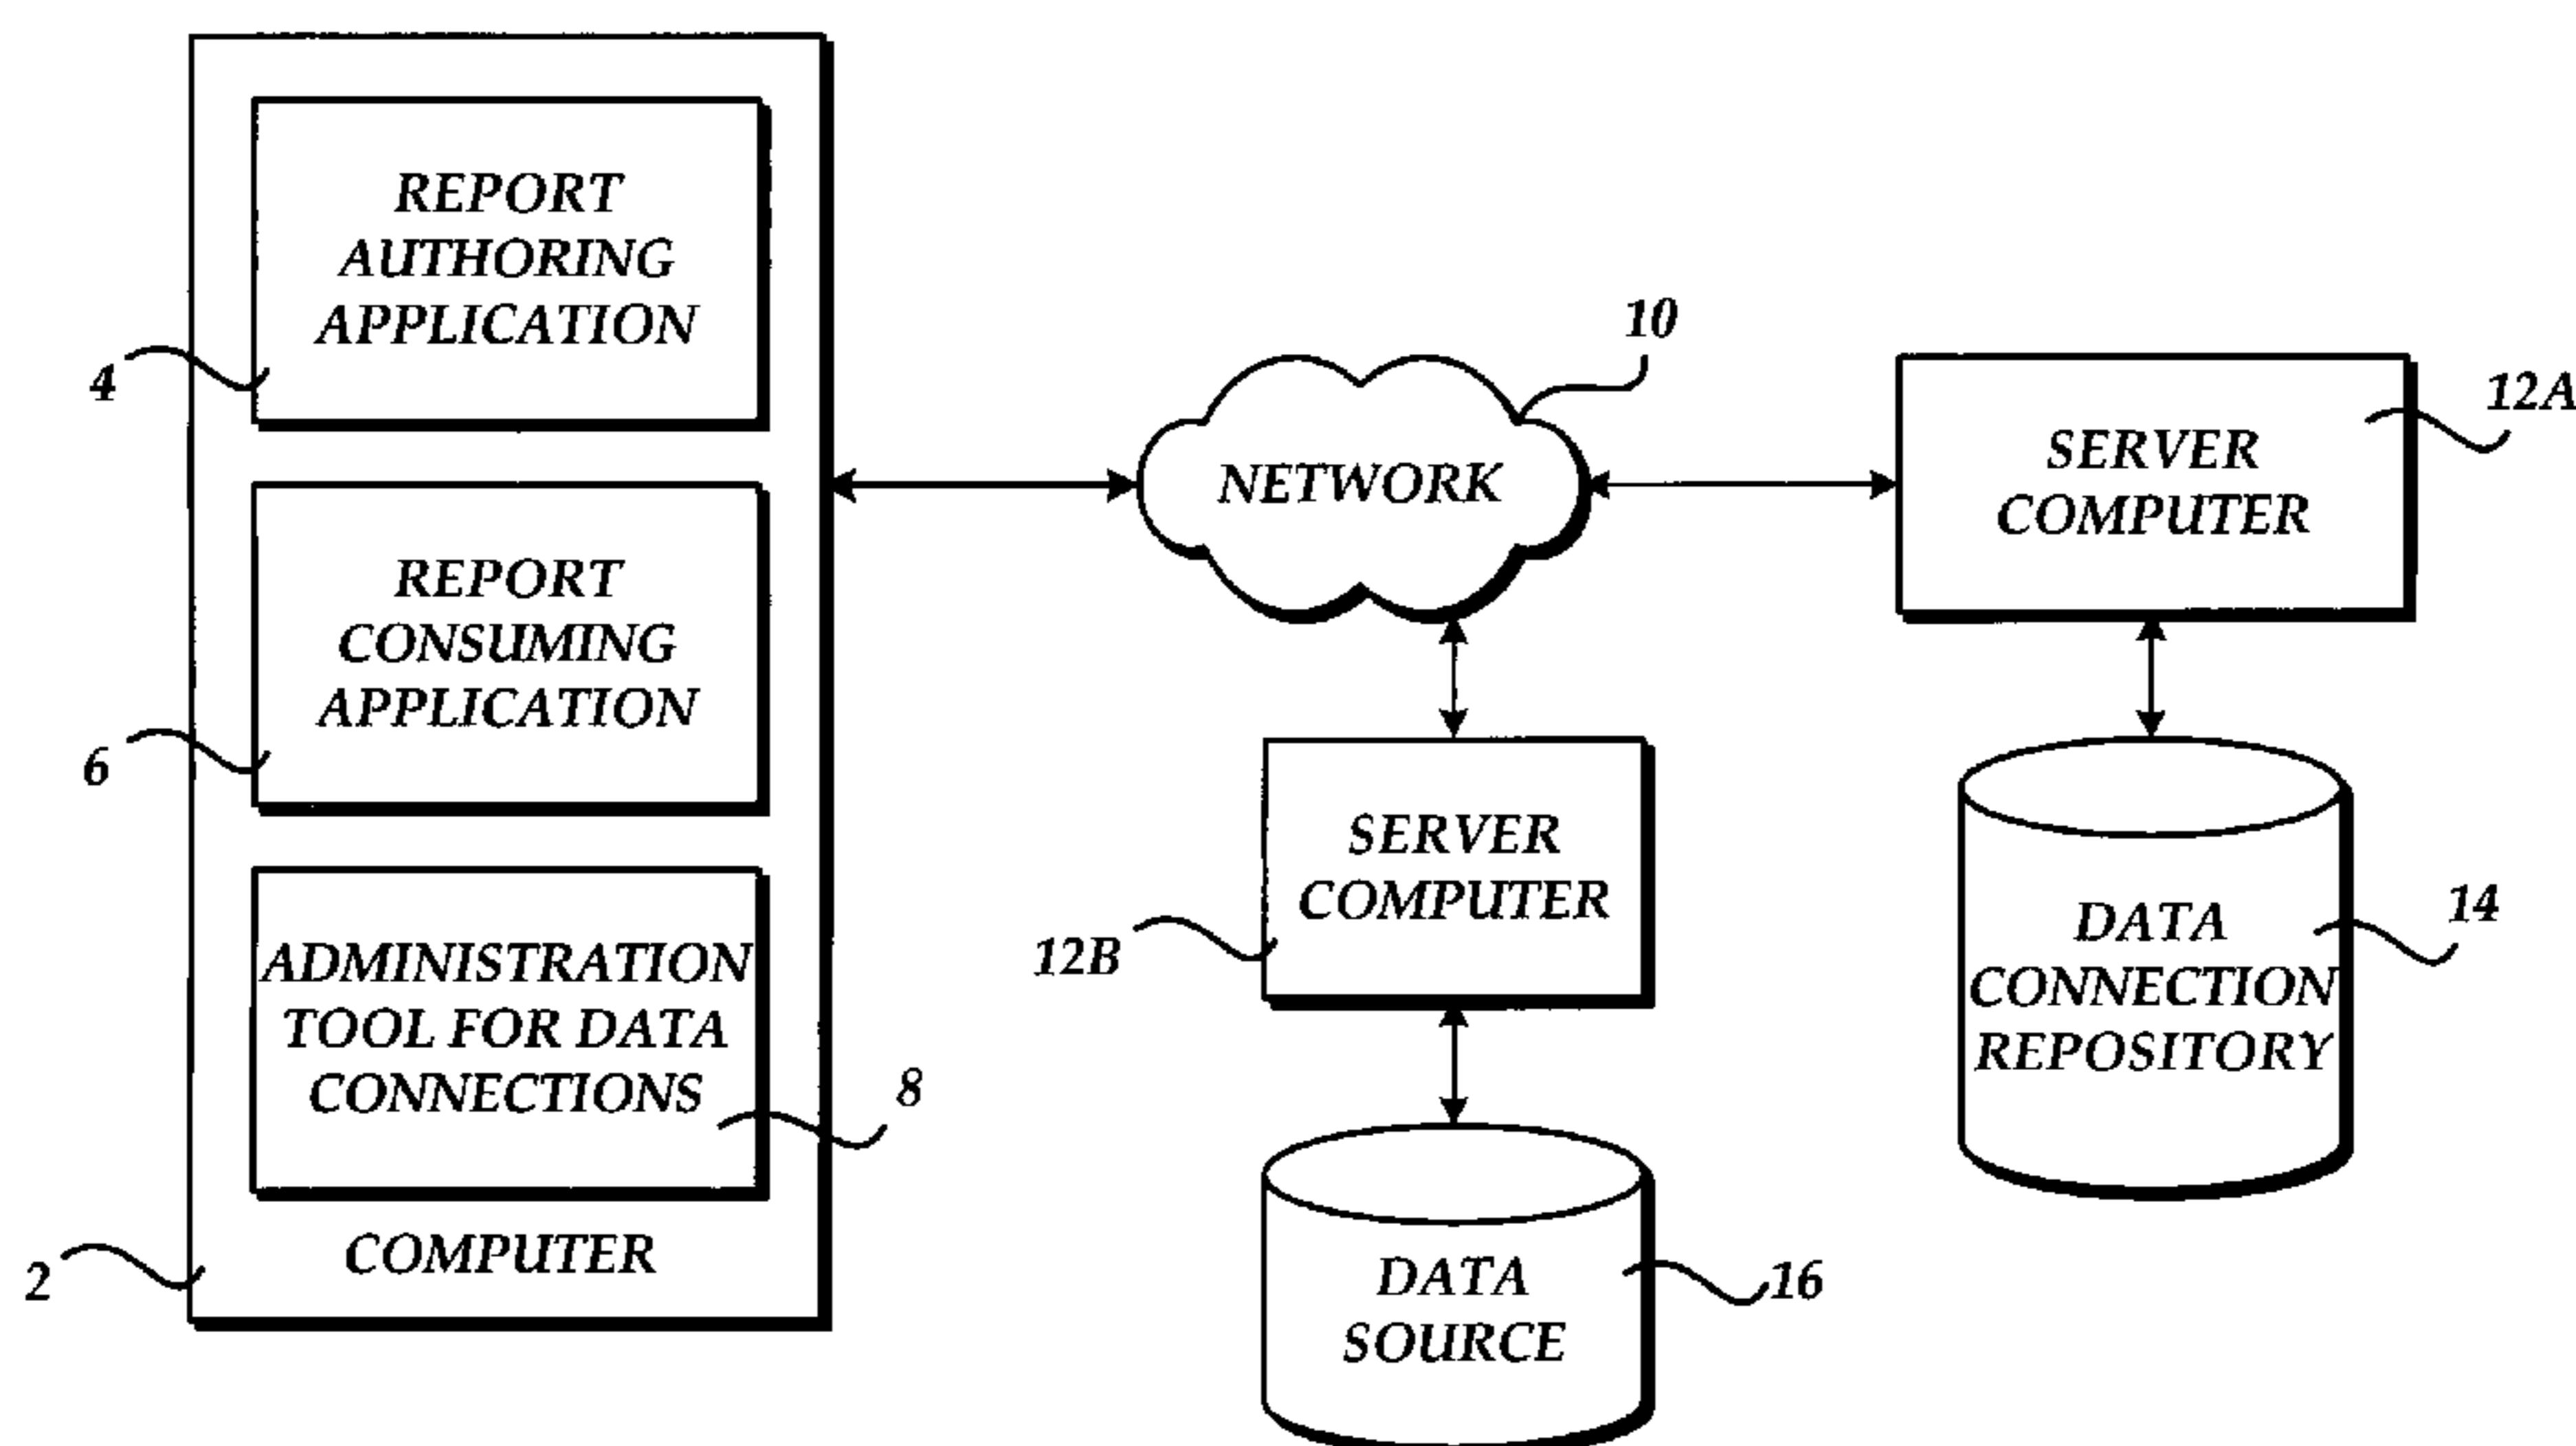 REPORT
AUTHORING
APPLICATION
4
REPORT
CONSUMING
APPLICATION
6
ADMINISTRATION
TOOL FOR DATA
CONNECTIONS
8
COMPUTER
2
NETWORK
10
SERVER
COMPUTER
12A
SERVER
COMPUTER
12B
DATA
CONNECTION
REPOSITORY
14
DATA
SOURCE
16